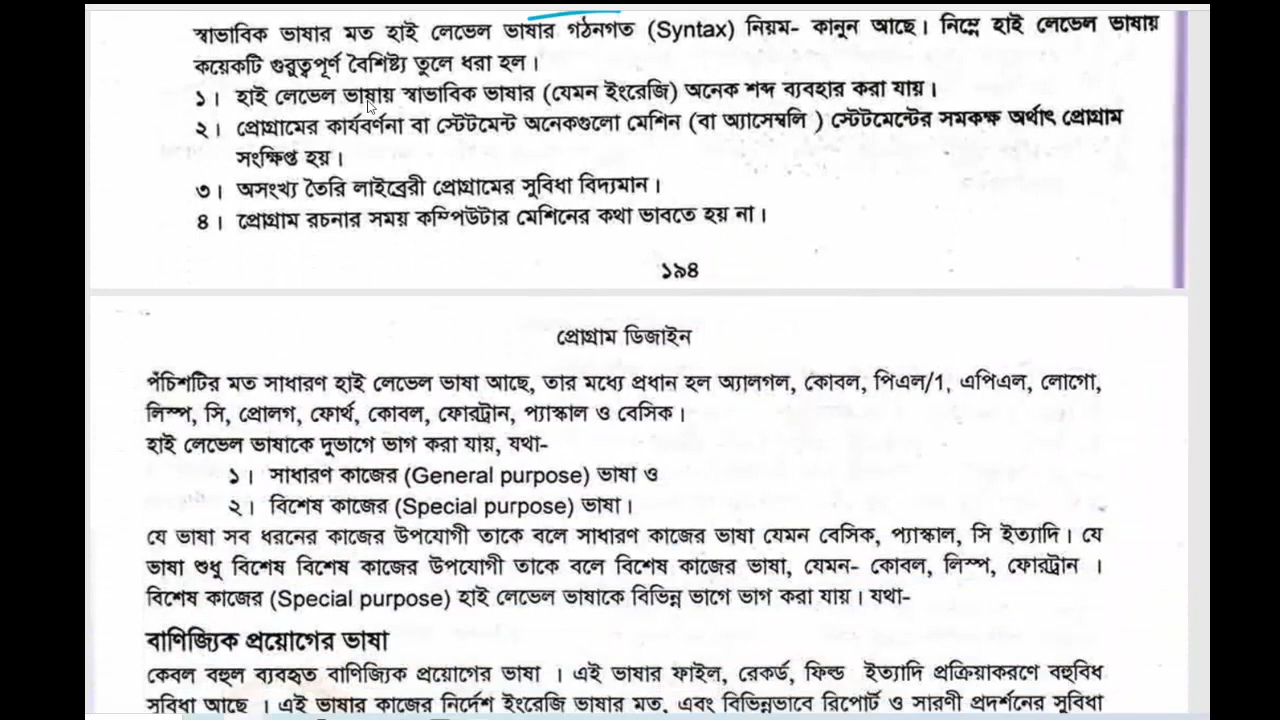 স্বাভাবিক ভাষার মত হাই লেভেল ভাষার গঠনগত (Syntax) নিয়ম- কানুন আছে। নিম্নে হাই লেভেল ভাষায়
কয়েকটি গুরুত্বপূর্ণ বৈশিষ্ট্য তুলে ধরা হল।
১। হাই লেভেল ভাষায় স্বাভাবিক ভাষার (যেমন ইংরেজি) অনেক শব্দ ব্যবহার করা যায়।
২। প্রোগ্রামের কার্যবর্ণনা বা স্টেটমেন্ট অনেকগুলো মেশিন (বা অ্যাসেম্বলি ) স্টেটমেন্টের সমকক্ষ অর্থাৎ প্রোগ্রাম
সংক্ষিপ্ত হয়।
৩। অসংখ্য তৈরি লাইব্রেরী প্রোগ্রামের সুবিধা বিদ্যমান।
৪। প্রোগ্রাম রচনার সময় কম্পিউটার মেশিনের কথা ভাবতে হয় না।
১৯৪
প্রোগ্রাম ডিজাইন
পঁচিশটির মত সাধারণ হাই লেভেল ভাষা আছে, তার মধ্যে প্রধান হল অ্যালগল, কোবল, পিএল/1, এপিএল, লোগো,
লিস্প, সি, প্রোলগ, ফোর্থ, কোবল, ফোরট্রান, প্যাস্কাল ও বেসিক।
হাই লেভেল ভাষাকে দুভাগে ভাগ করা যায়, যথা-
১। সাধারণ কাজের (General purpose) ভাষা ও
২। বিশেষ কাজের (Special purpose) ভাষা।
যে ভাষা সব ধরনের কাজের উপযোগী তাকে বলে সাধারণ কাজের ভাষা যেমন বেসিক, প্যাস্কাল, সি ইত্যাদি। যে
ভাষা শুধু বিশেষ বিশেষ কাজের উপযোগী তাকে বলে বিশেষ কাজের ভাষা, যেমন- কোবল, লিস্প, ফোরট্রান ।
বিশেষ কাজের (Special purpose) হাই লেভেল ভাষাকে বিভিন্ন ভাগে ভাগ করা যায়। যথা-
বাণিজ্যিক প্রয়োগের ভাষা
কেবল বহুল ব্যবহৃত বাণিজ্যিক প্রয়োগের ভাষা । এই ভাষার ফাইল, রেকর্ড, ফিল্ড ইত্যাদি প্রক্রিয়াকরণে বহুবিধ
সুবিধা আছে । এই ভাষার কাজের নির্দেশ ইংরেজি ভাষার মত, এবং বিভিন্নভাবে রিপোর্ট ও সারণী প্রদর্শনের সুবিধা